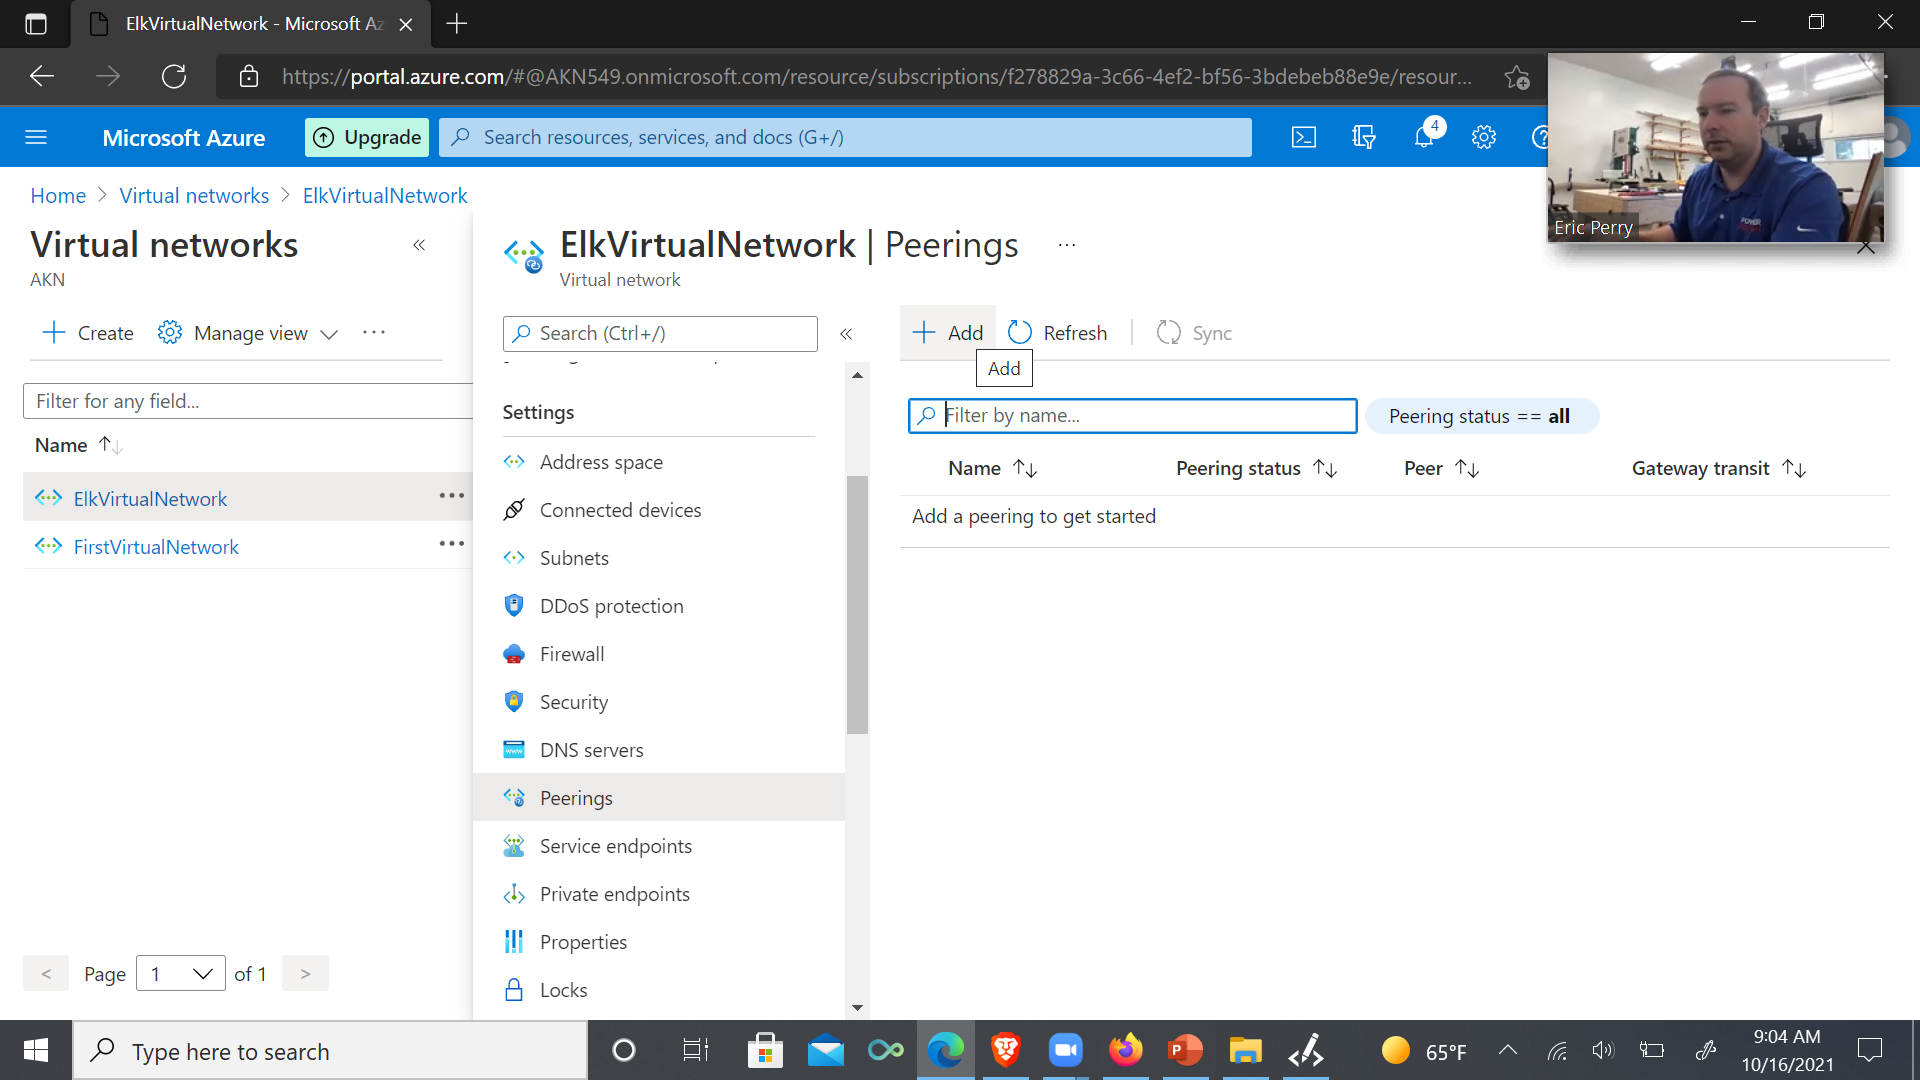 ElkVirtualNetwork - Microsoft Az
https://portal.azure.com/#@AKN549.onmicrosoft.com/resource/subscriptions/f278829a-3c66-4ef2-bf56-3bdebeb88e9e/resour...
Microsoft Azure
Upgrade
Search resources, services, and docs (G+/)
4
Eric Perry
Home > Virtual networks > ElkVirtualNetwork
Virtual networks
AKN
Create
Manage view
Filter for any field...
Name
ElkVirtualNetwork
FirstVirtualNetwork
< Page 1 of 1 >
ElkVirtualNetwork | Peerings
Virtual network
Search (Ctrl+/)
Settings
Address space
Connected devices
Subnets
DDoS protection
Firewall
Security
DNS servers
Peerings
Service endpoints
Private endpoints
Properties
Locks
Add
Refresh
Sync
Add
Filter by name...
Peering status == all
Name
Peering status
Peer
Gateway transit
Add a peering to get started
Type here to search
65°F
9:04 AM
10/16/2021